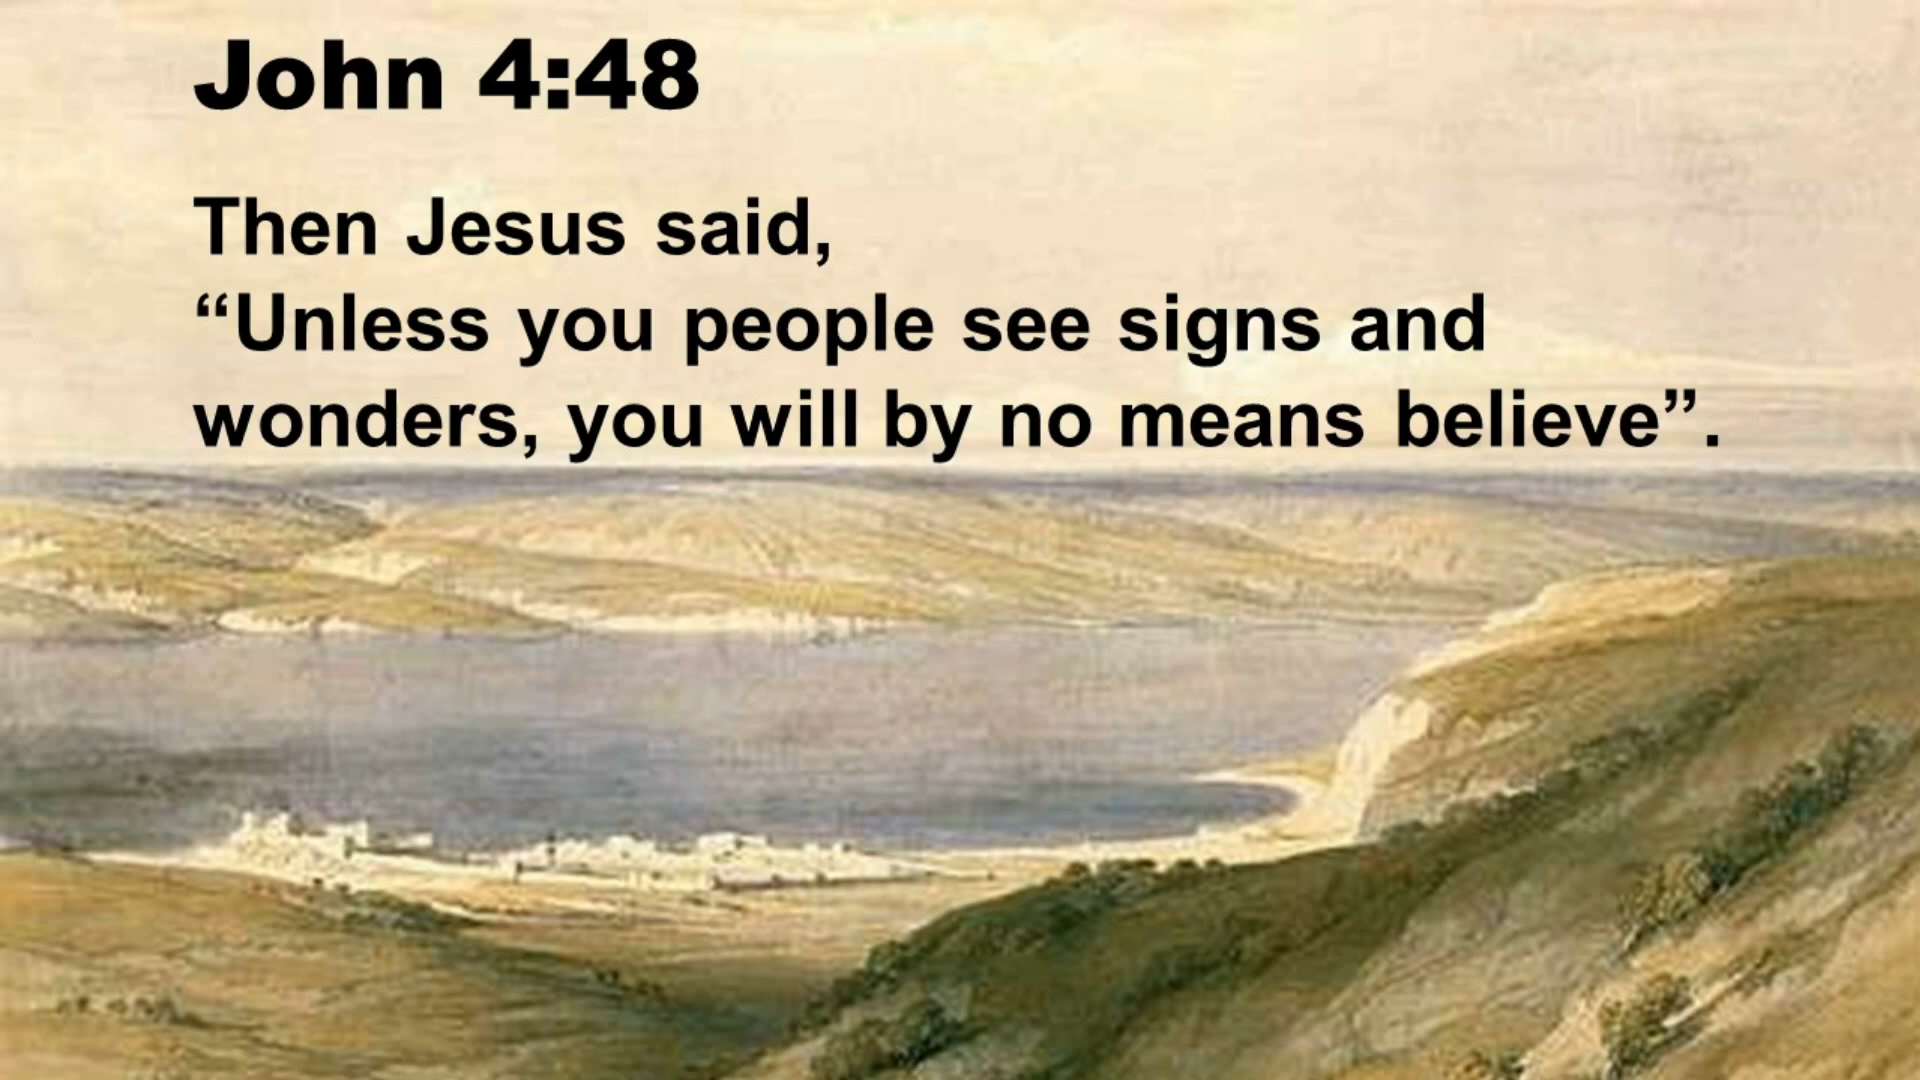 John 4:48
Then Jesus said,
“Unless you people see signs and
wonders, you will by no means believe”.